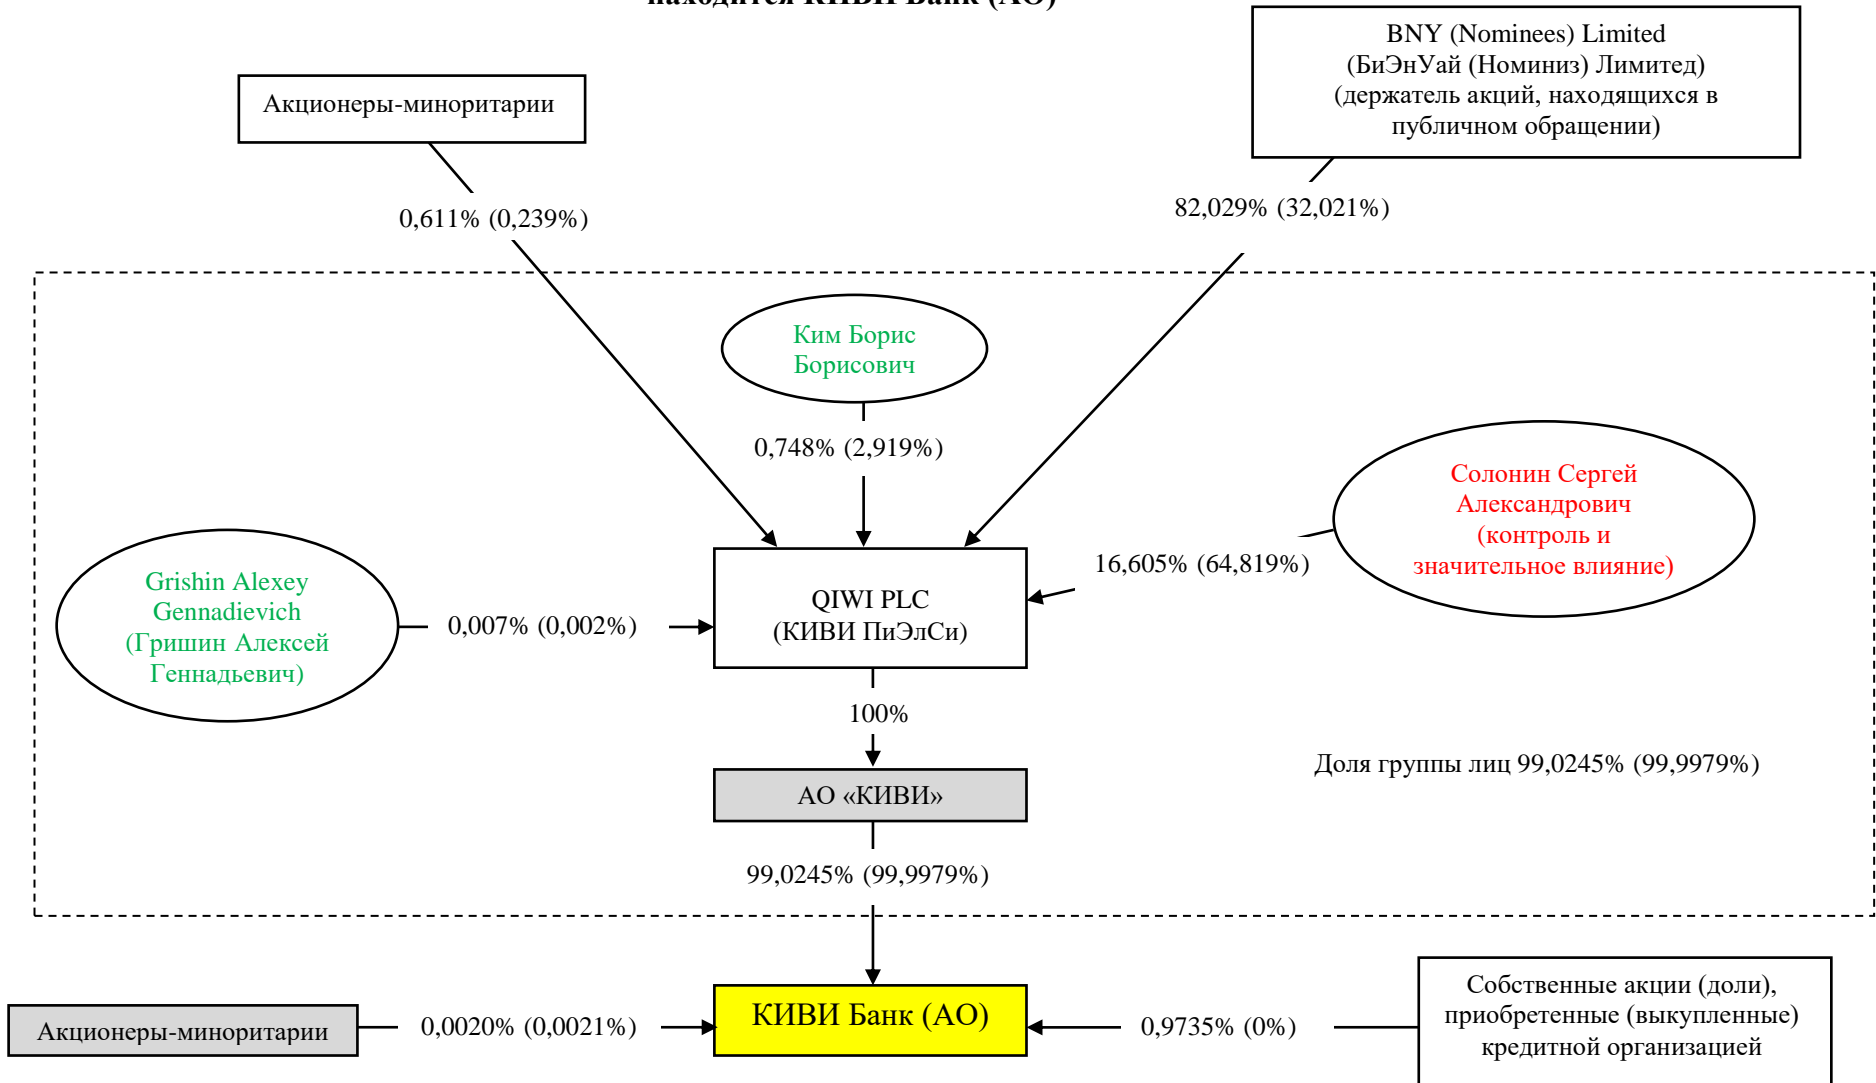 находится КИВИ Банк (АО)
BNY (Nominees) Limited
(БиЭнУай (Номиниз) Лимитед)
(держатель акций, находящихся в
публичном обращении)
Акционеры-миноритарии
0,611% (0,239%)
82,029% (32,021%)
Ким Борис
Борисович
0,748% (2,919%)
Солонин Сергей
Александрович
(контроль и
значительное влияние)
16,605% (64,819%)
Grishin Alexey
Gennadievich
(Гришин Алексей
Геннадьевич)
0,007% (0,002%)
QIWI PLC
(КИВИ ПиЭлСи)
100%
Доля группы лиц 99,0245% (99,9979%)
АО «КИВИ»
99,0245% (99,9979%)
Акционеры-миноритарии
0,0020% (0,0021%)
КИВИ Банк (АО)
0,9735% (0%)
Собственные акции (доли),
приобретенные (выкупленные)
кредитной организацией